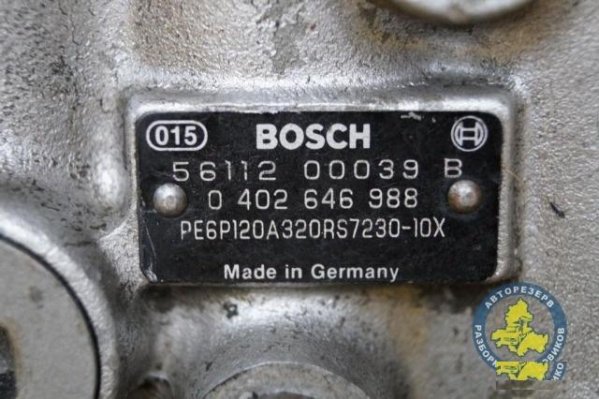 015 BOSCH
56112 00039 B
0 402 646 988
PE6P120A320RS7230-10X
Made in Germany
АВТОРЕЗЕРВ